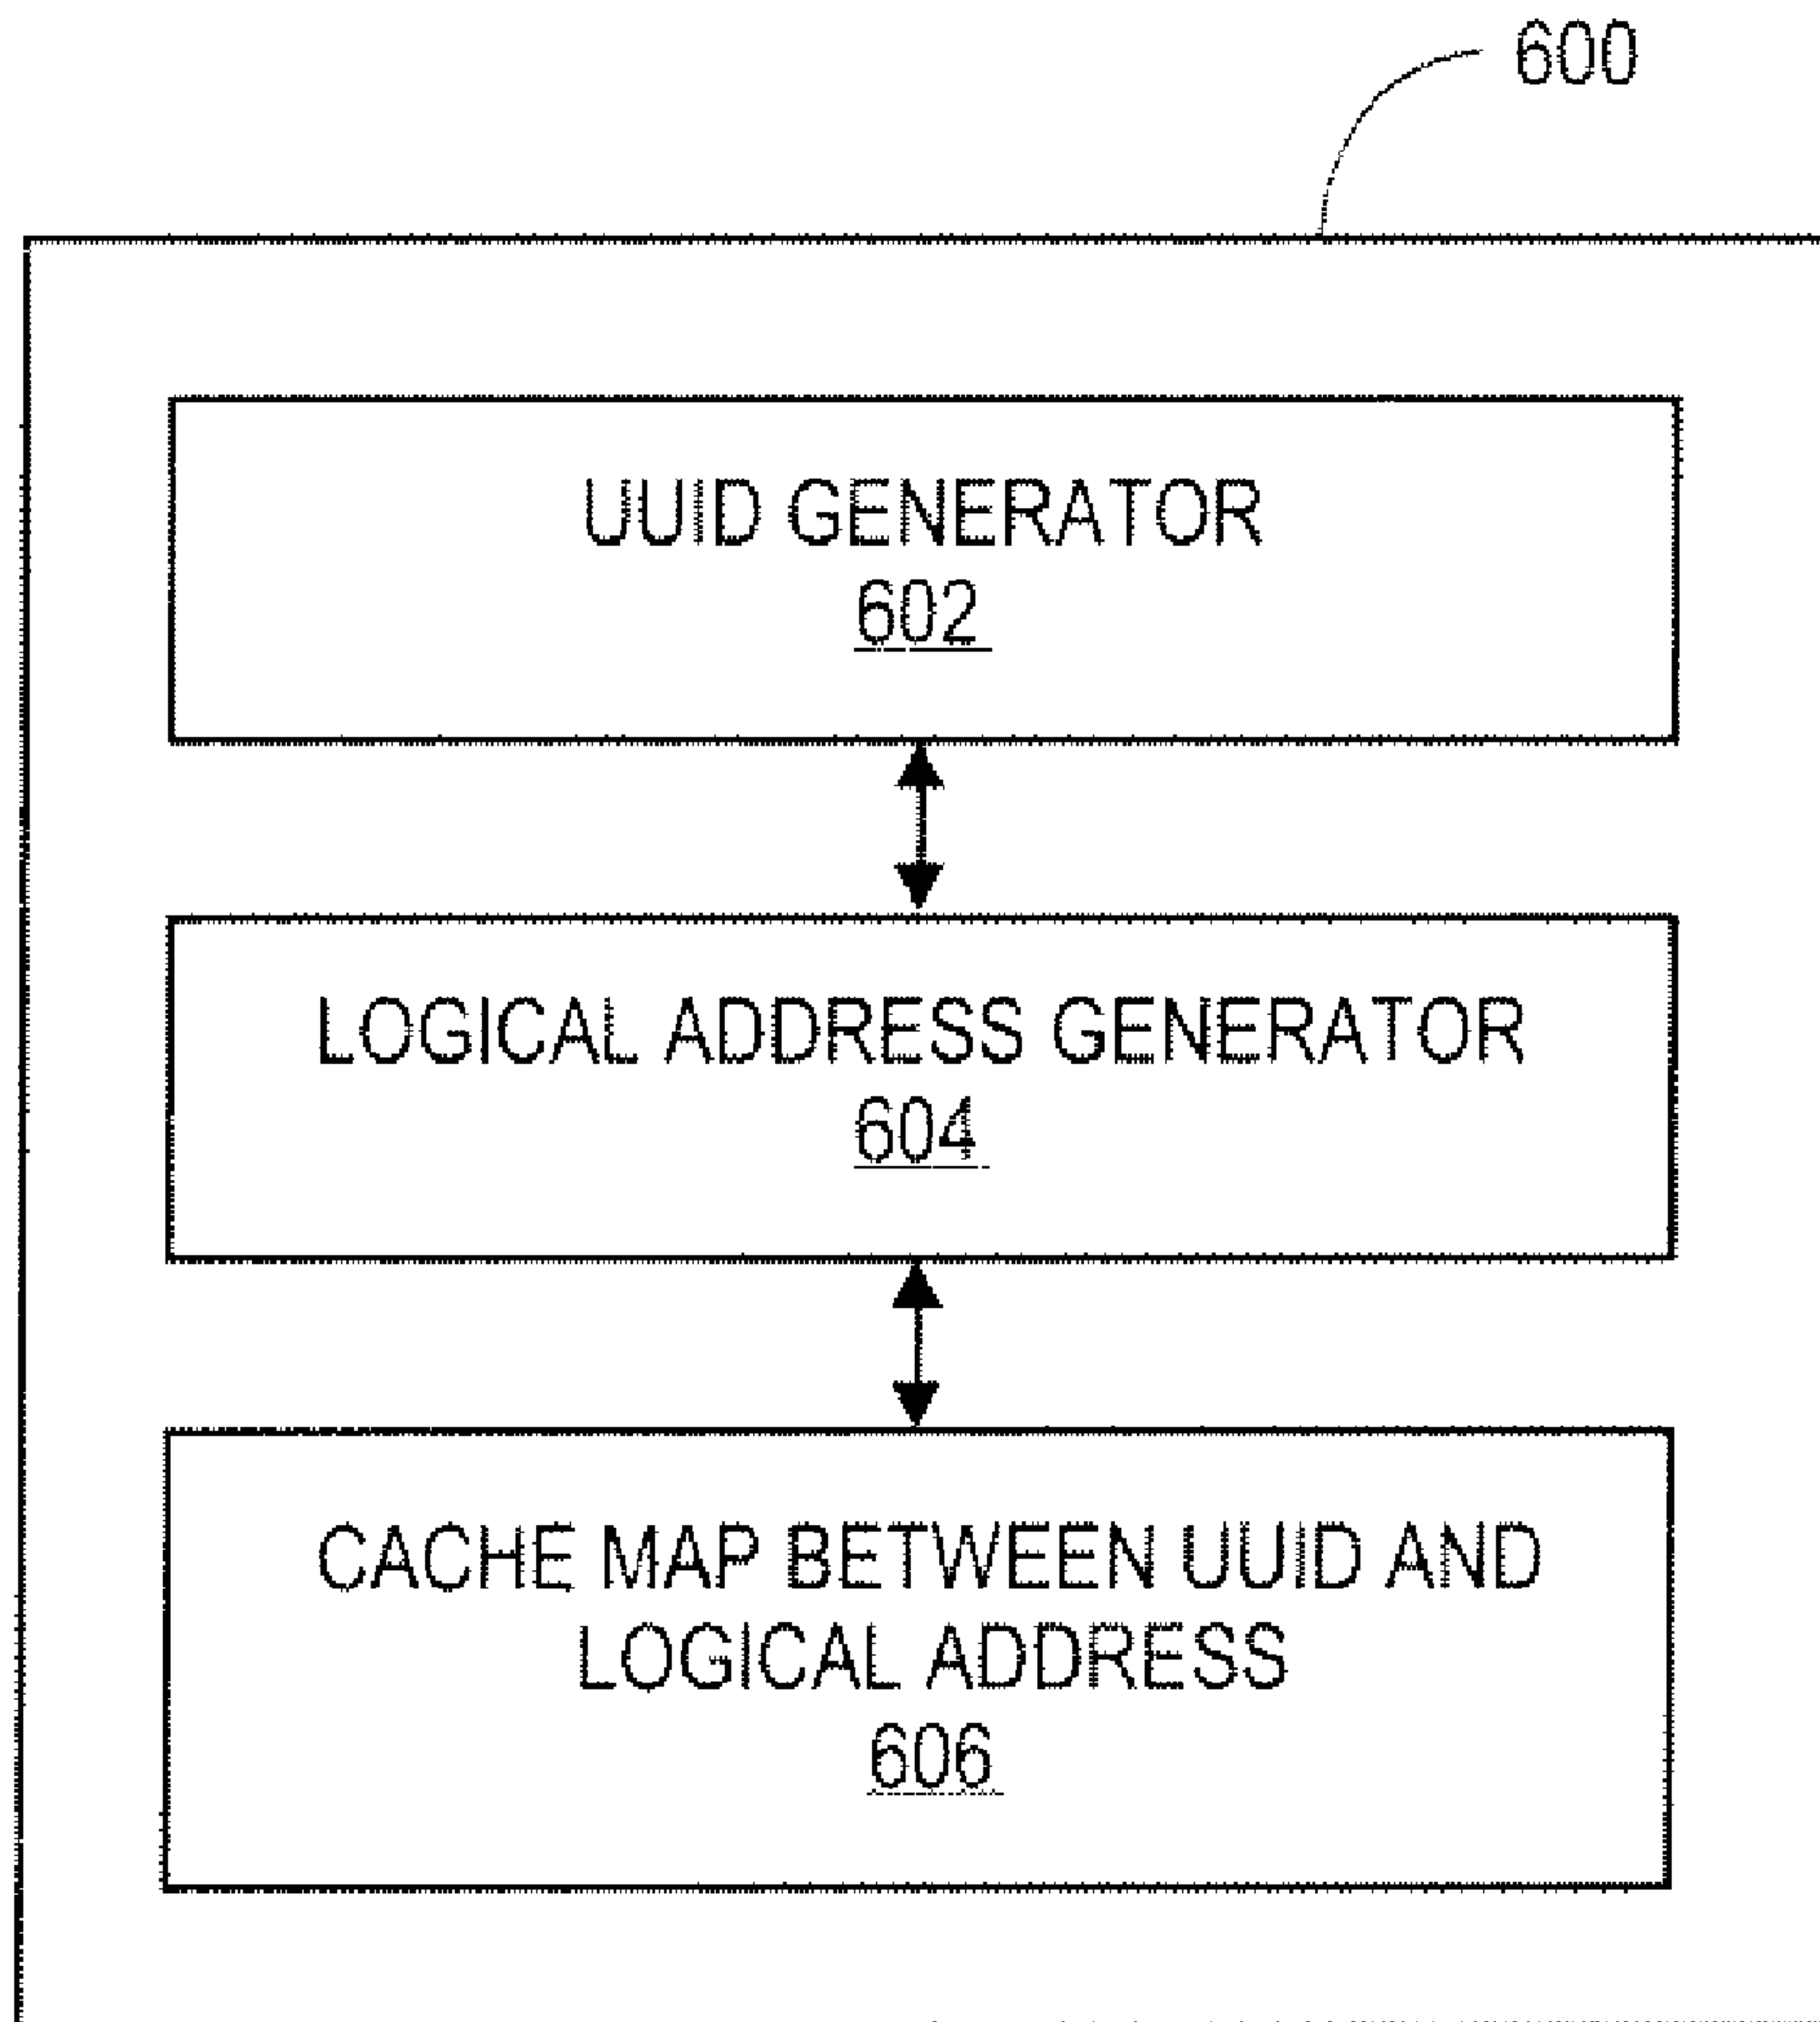 600
UUID GENERATOR
602
LOGICAL ADDRESS GENERATOR
604
CACHE MAP BETWEEN UUID AND
LOGICAL ADDRESS
606